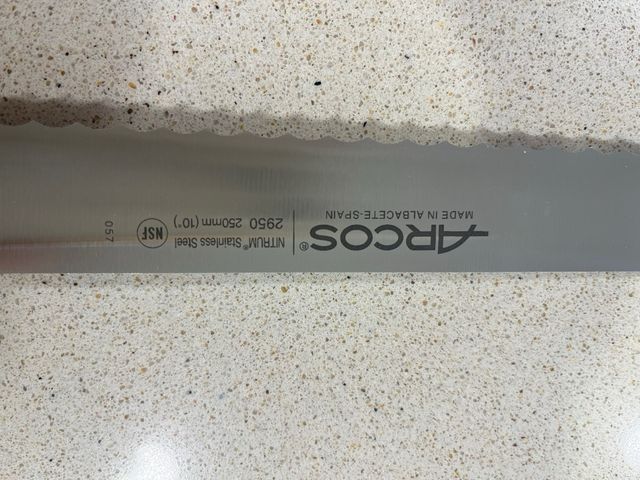 ARCOS®
MADE IN ALBACETE-SPAIN
NITRUM® Stainless Steel
2950 250mm (10")
NSF
057